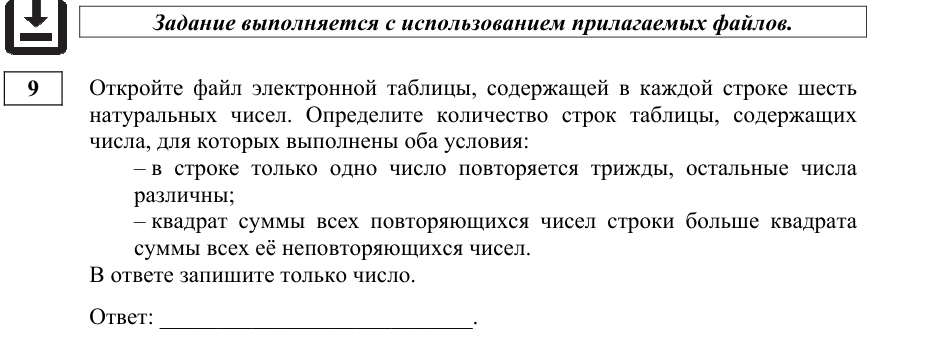 Задание выполняется с использованием прилагаемых файлов.
9
Откройте файл электронной таблицы, содержащей в каждой строке шесть
натуральных чисел. Определите количество строк таблицы, содержащих
числа, для которых выполнены оба условия:
– в строке только одно число повторяется трижды, остальные числа
различны;
– квадрат суммы всех повторяющихся чисел строки больше квадрата
суммы всех её неповторяющихся чисел.
В ответе запишите только число.
Ответ: ___________________________.